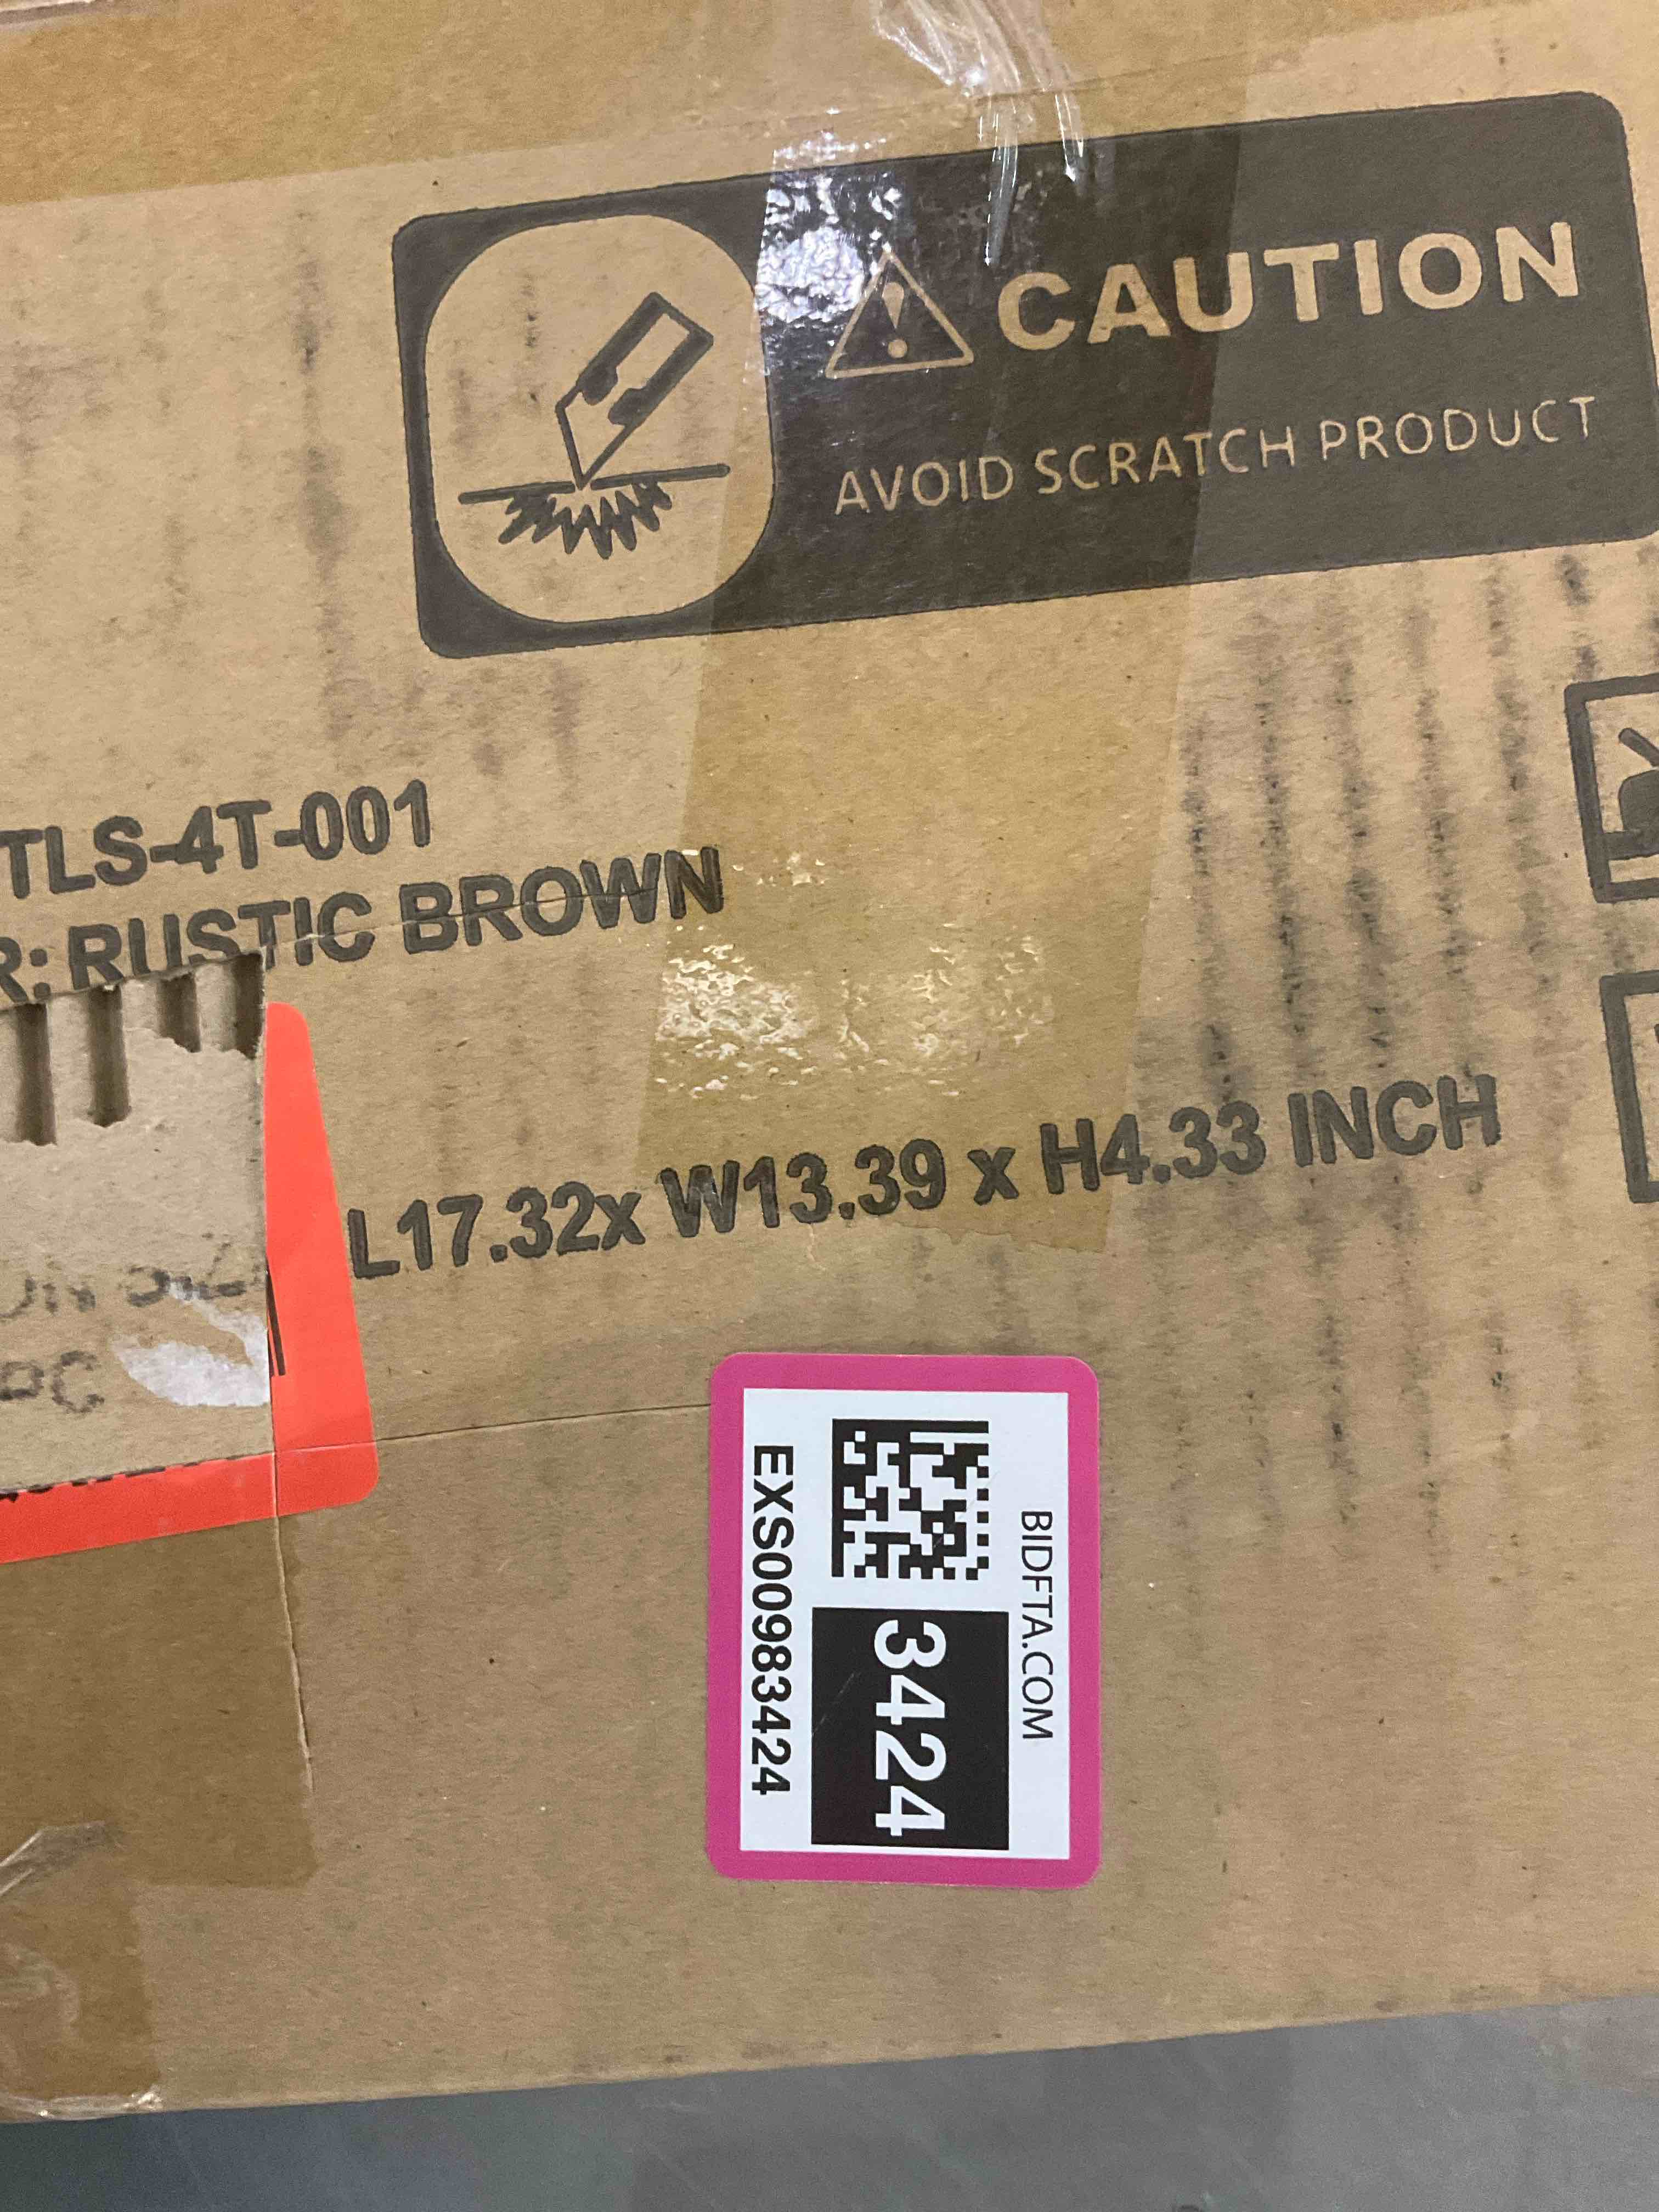 CAUTION
AVOID SCRATCH PRODUCT
TLS-4T-001
R: RUSTIC BROWN
L17.32x W13.39 x H4.33 INCH
PC
BIDFTA.COM
3424
EXS00983424